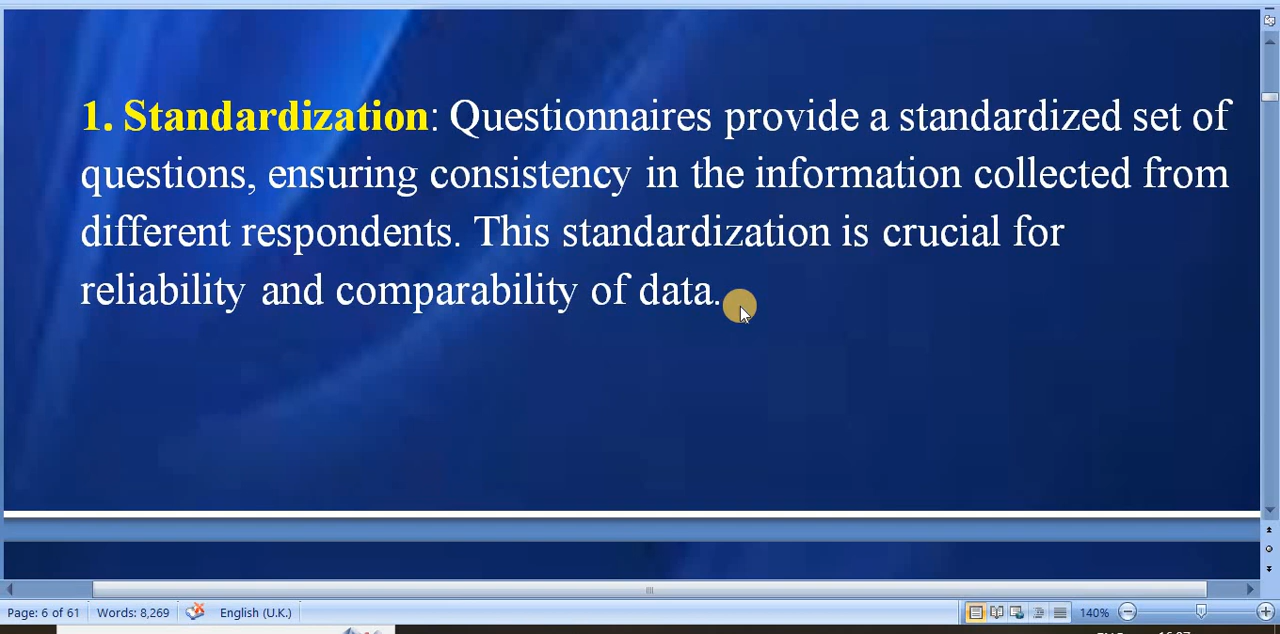 1. Standardization: Questionnaires provide a standardized set of
questions, ensuring consistency in the information collected from
different respondents. This standardization is crucial for
reliability and comparability of data.
Page: 6 of 61 Words: 8,269 English (U.K.) 140%